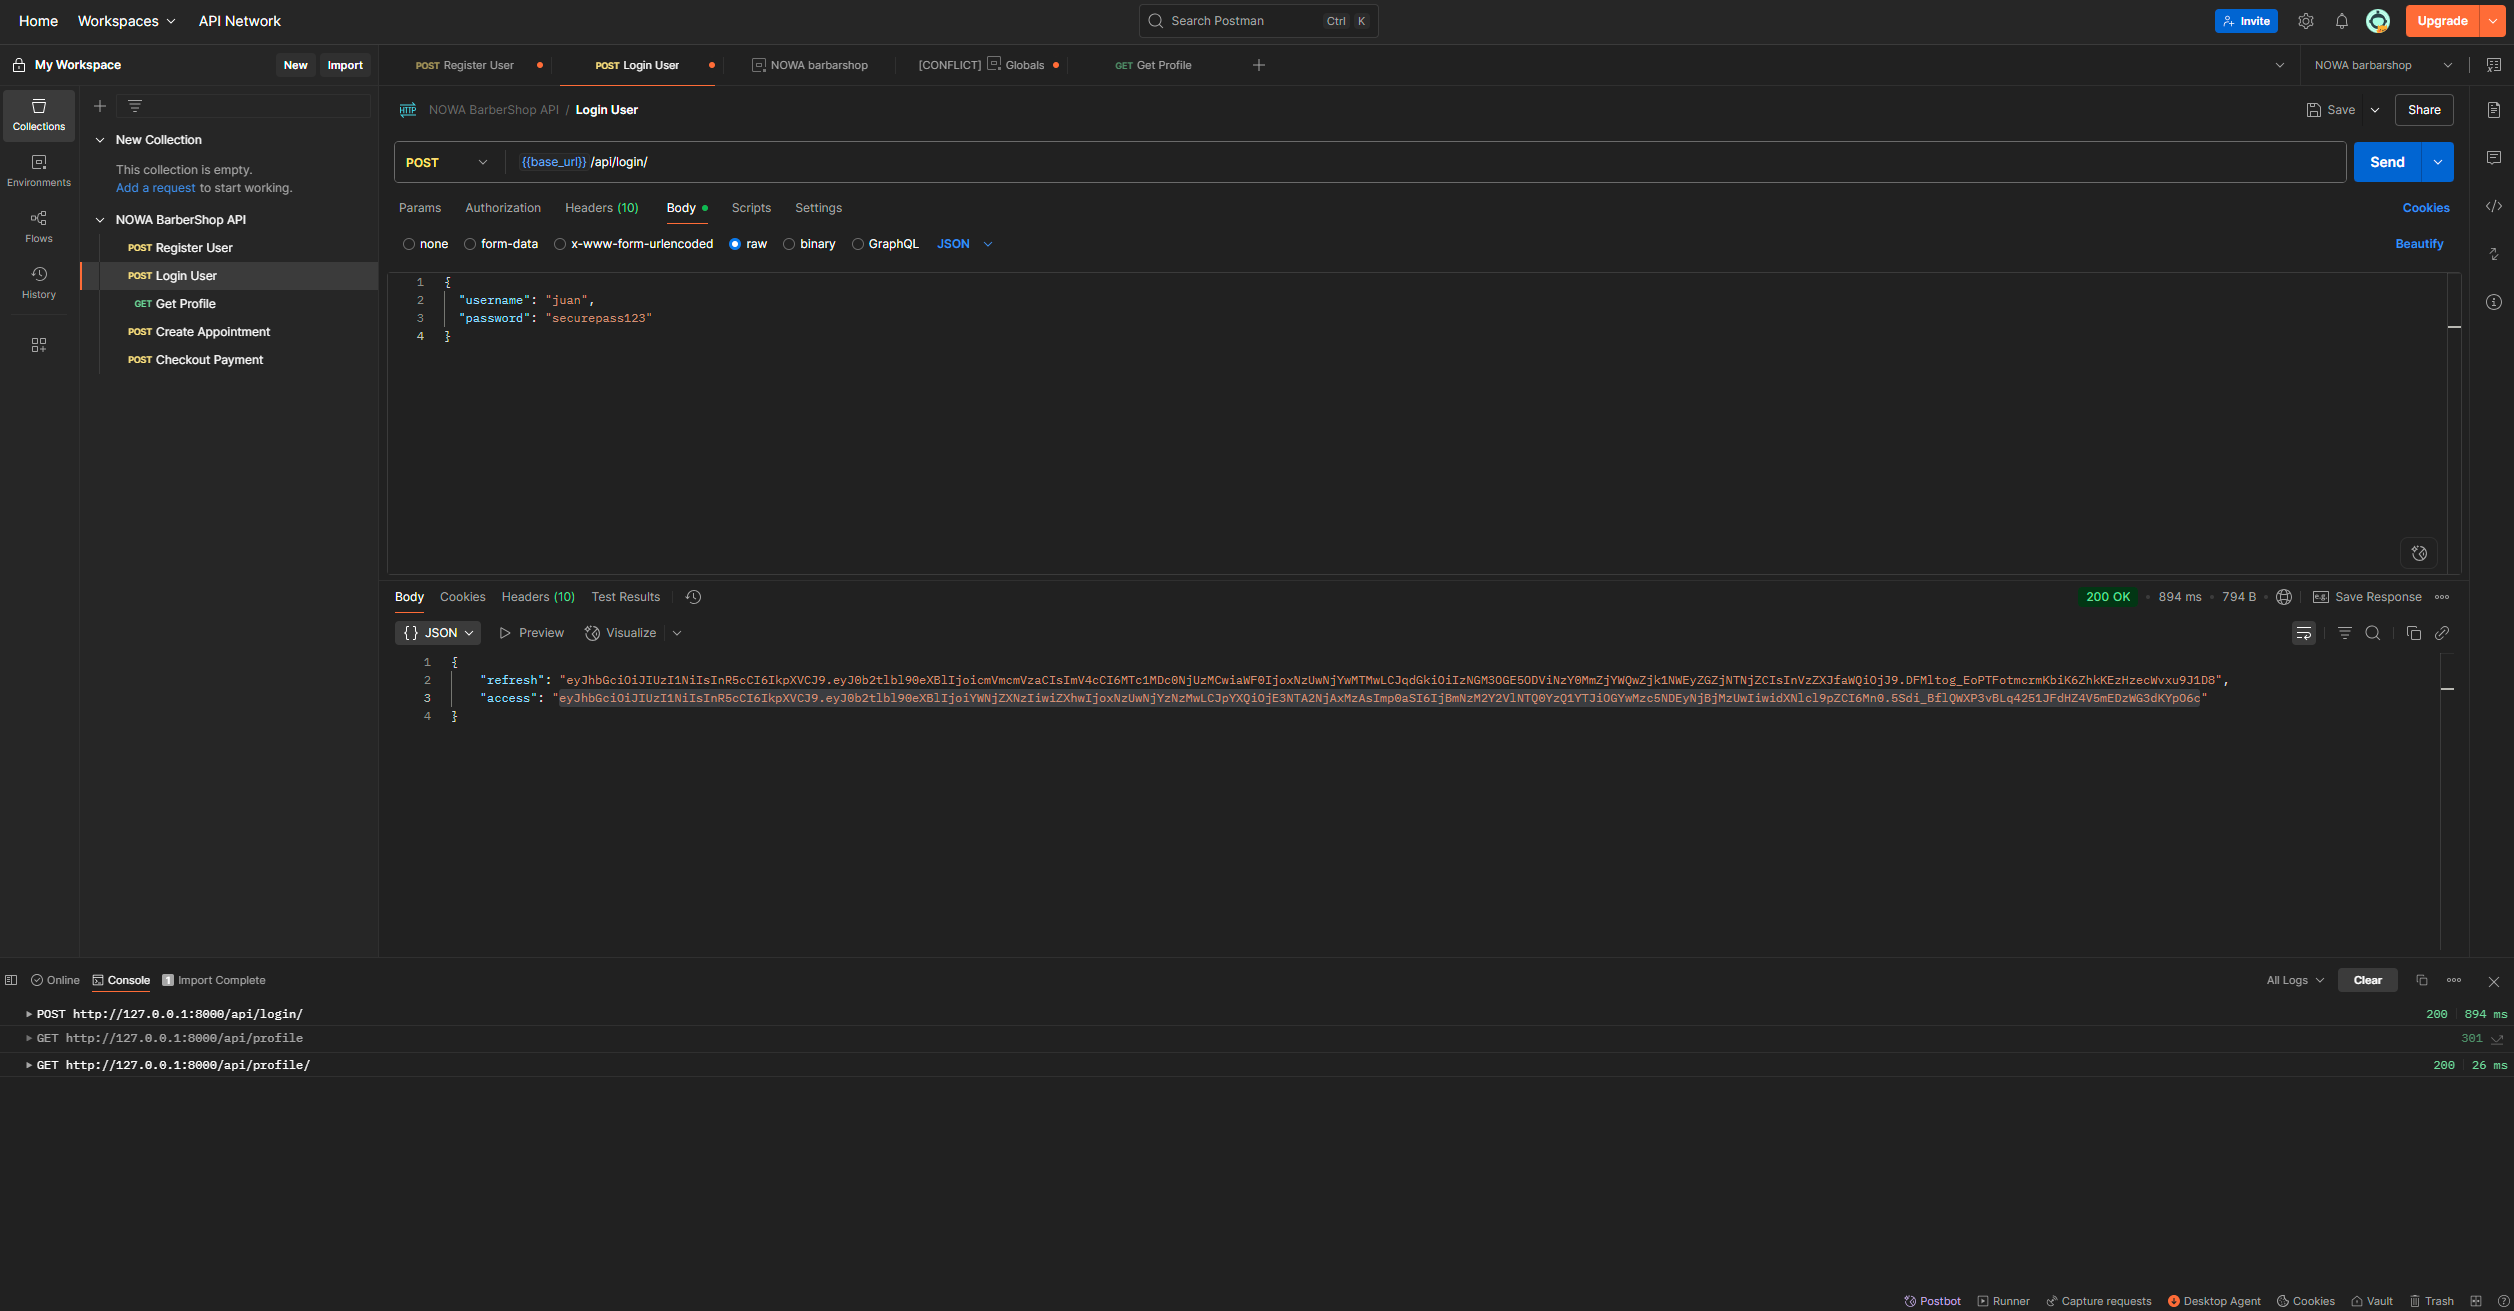 Home Workspaces API Network Search Postman Ctrl K Invite Upgrade
My Workspace New Import POST Register User POST Login User NOWA barbarshop [CONFLICT] Globals GET Get Profile NOWA barbarshop
Collections
Environments
Flows
History
New Collection
This collection is empty.
Add a request to start working.
NOWA BarberShop API
POST Register User
POST Login User
GET Get Profile
POST Create Appointment
POST Checkout Payment
HTTP NOWA BarberShop API / Login User Save Share
POST {{base_url}} /api/login/ Send
Params Authorization Headers (10) Body Scripts Settings Cookies
none form-data x-www-form-urlencoded raw binary GraphQL JSON Beautify
1 {
2 "username": "juan",
3 "password": "securepass123"
4 }
Body Cookies Headers (10) Test Results 200 OK 894 ms 794 B e.g. Save Response
{} JSON Preview Visualize
1 {
2 "refresh":
3 "access":
4 }
Online Console 1 Import Complete All Logs Clear
POST http://127.0.0.1:8000/api/login/ 200 894 ms
GET http://127.0.0.1:8000/api/profile 301
GET http://127.0.0.1:8000/api/profile/ 200 26 ms
Postbot Runner Capture requests Desktop Agent Cookies Vault Trash